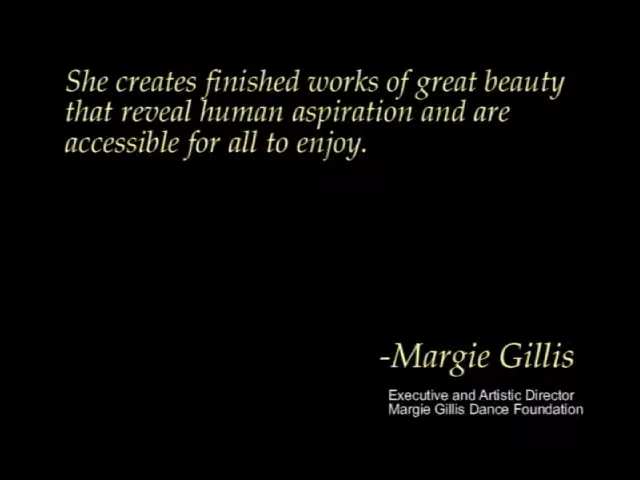 She creates finished works of great beauty
that reveal human aspiration and are
accessible for all to enjoy.
-Margie Gillis
Executive and Artistic Director
Margie Gillis Dance Foundation